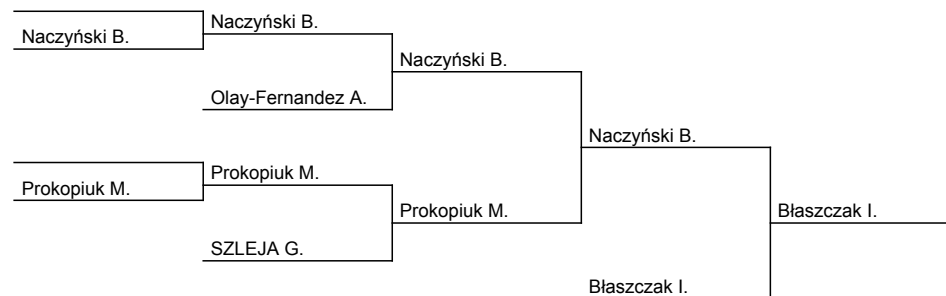 Naczyński B.
Naczyński B.
Naczyński B.
Olay-Fernandez A.
Naczyński B.
Prokopiuk M.
Prokopiuk M.
Prokopiuk M.
Błaszczak I.
SZLEJA G.
Błaszczak I.